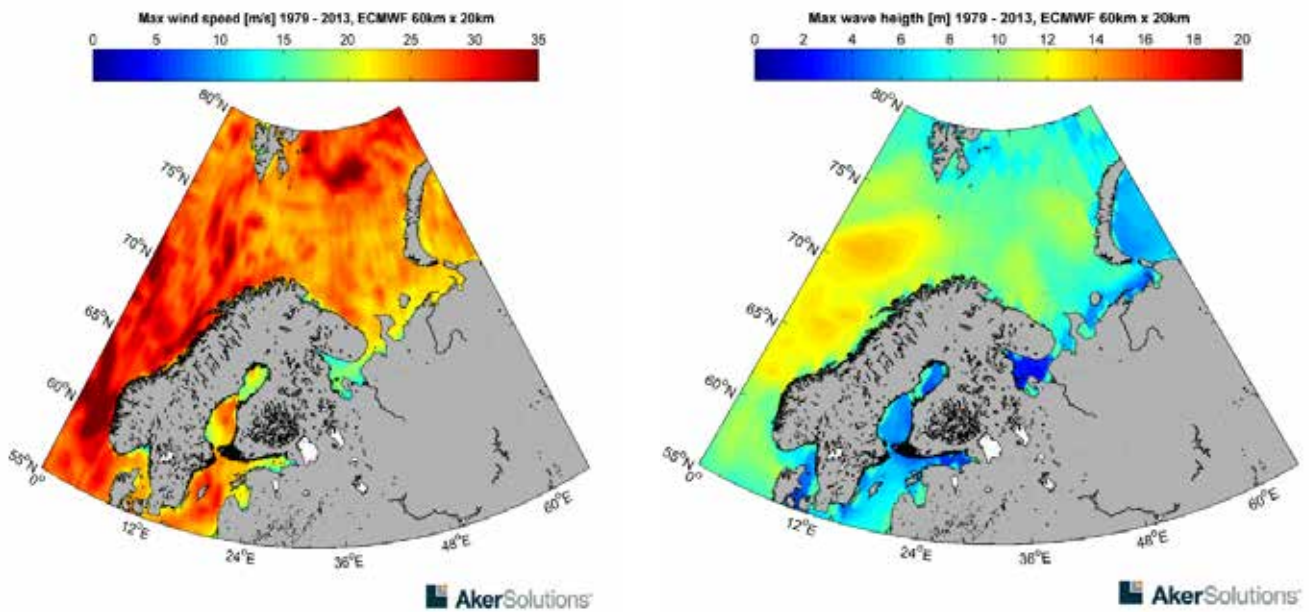 Max wind speed [m/s] 1979 - 2013, ECMWF 60km x 20km
0 5 10 15 20 25 30 35
80°N
75°N
70°N
65°N
60°N
55°N
0°
12°E
24°E
36°E
48°E
60°E
AkerSolutions
Max wave heigth [m] 1979 - 2013, ECMWF 60km x 20km
0 2 4 6 8 10 12 14 16 18 20
80°N
75°N
70°N
65°N
60°N
55°N
0°
12°E
24°E
36°E
48°E
60°E
AkerSolutions